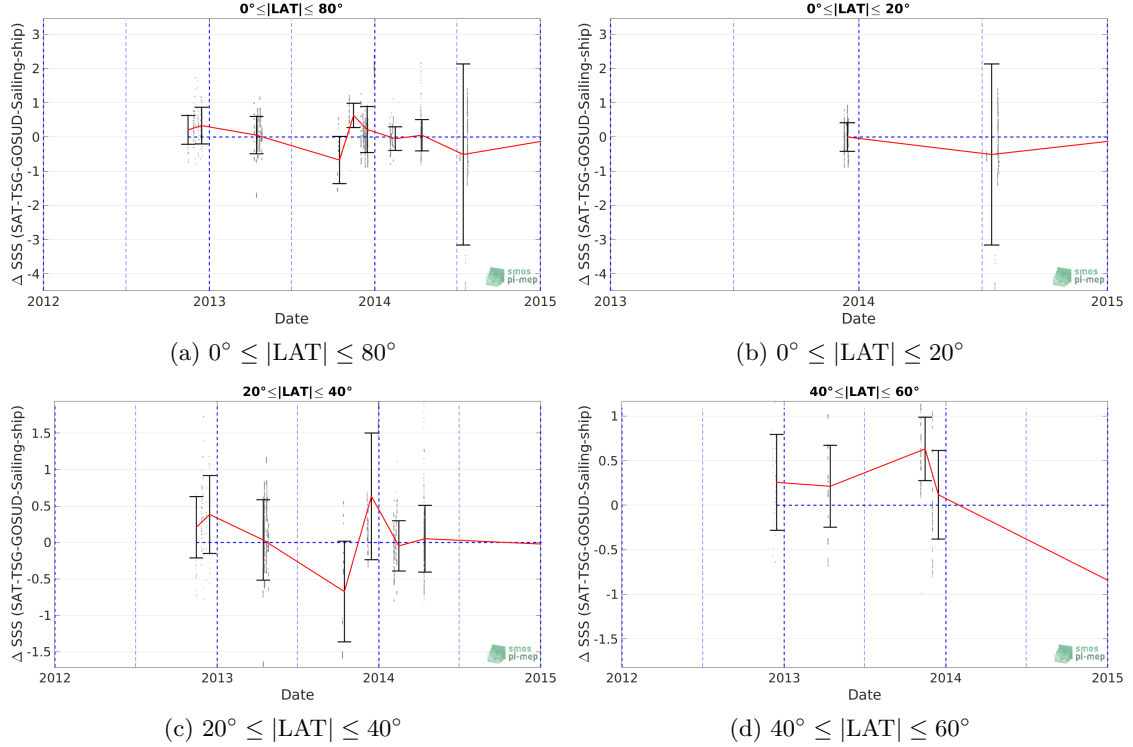 0°≤|LAT|≤ 80°
Δ SSS (SAT-TSG-GOSUD-Sailing-ship)
3
2
1
0
-1
-2
-3
-4
2012
2013
2014
2015
Date
smos
pi-mep
(a) 0° ≤ |LAT| ≤ 80°
0°≤|LAT|≤ 20°
Δ SSS (SAT-TSG-GOSUD-Sailing-ship)
3
2
1
0
-1
-2
-3
-4
2013
2014
2015
Date
smos
pi-mep
(b) 0° ≤ |LAT| ≤ 20°
20°≤|LAT|≤ 40°
Δ SSS (SAT-TSG-GOSUD-Sailing-ship)
1.5
1
0.5
0
-0.5
-1
-1.5
2012
2013
2014
2015
Date
smos
pi-mep
(c) 20° ≤ |LAT| ≤ 40°
40°≤|LAT|≤ 60°
Δ SSS (SAT-TSG-GOSUD-Sailing-ship)
1
0.5
0
-0.5
-1
-1.5
2012
2013
2014
2015
Date
smos
pi-mep
(d) 40° ≤ |LAT| ≤ 60°